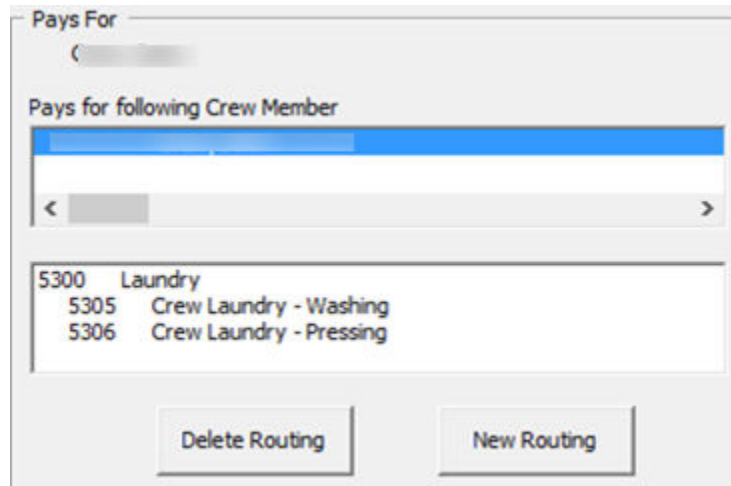 Pays For
Pays for following Crew Member
5300 Laundry
5305 Crew Laundry - Washing
5306 Crew Laundry - Pressing
Delete Routing
New Routing